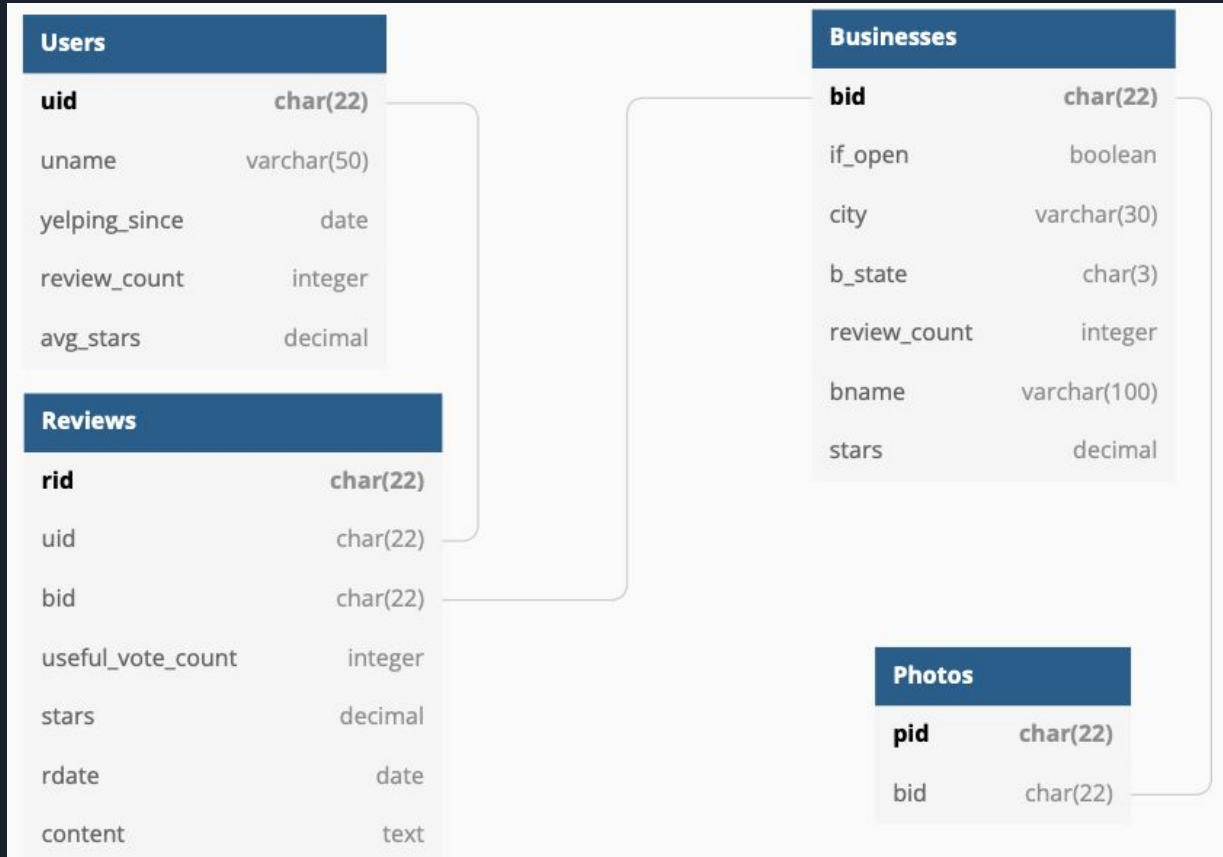 Users
uid char(22)
uname varchar(50)
yelping_since date
review_count integer
avg_stars decimal
Reviews
rid char(22)
uid char(22)
bid char(22)
useful_vote_count integer
stars decimal
rdate date
content text
Businesses
bid char(22)
if_open boolean
city varchar(30)
b_state char(3)
review_count integer
bname varchar(100)
stars decimal
Photos
pid char(22)
bid char(22)